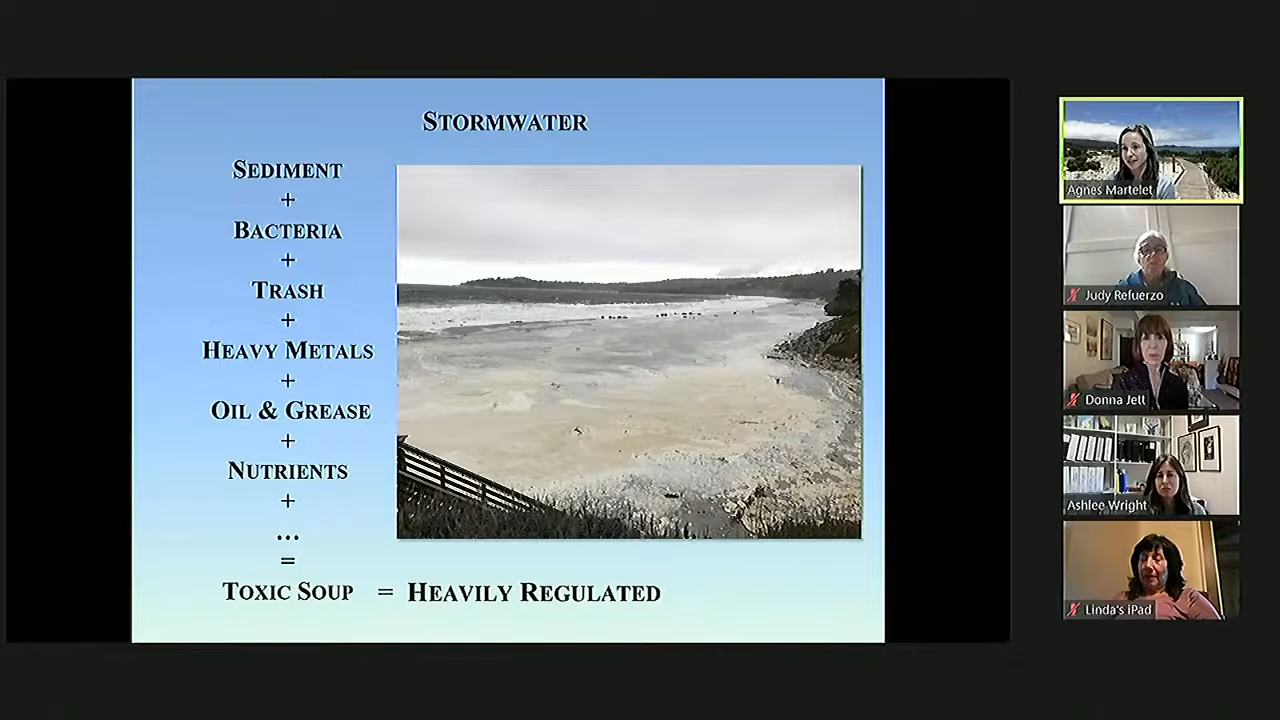 STORMWATER
SEDIMENT
+
BACTERIA
+
TRASH
+
HEAVY METALS
+
OIL & GREASE
+
NUTRIENTS
+
...
=
TOXIC SOUP = HEAVILY REGULATED
Agnes Martelet
Judy Refuerzo
Donna Jett
Ashlee Wright
Linda's iPad